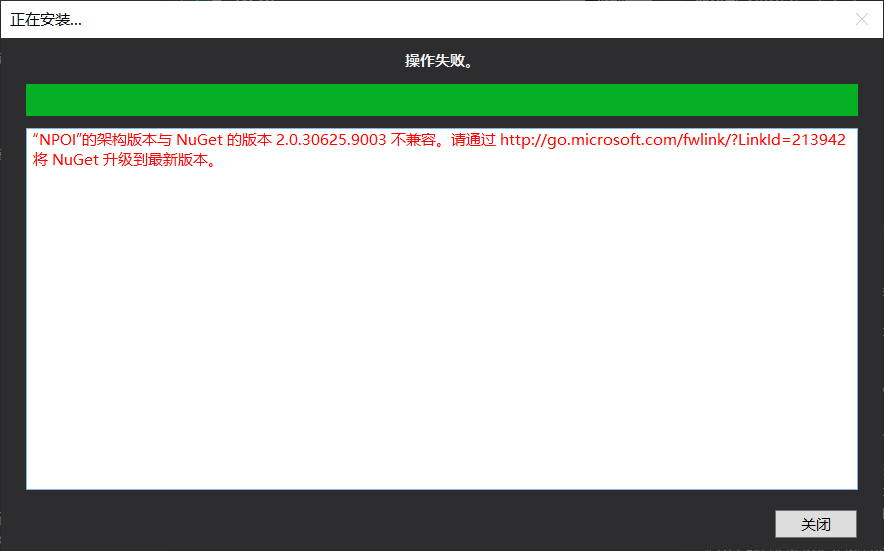 正在安装...
操作失败。
“NPOI”的架构版本与 NuGet 的版本 2.0.30625.9003 不兼容。请通过 http://go.microsoft.com/fwlink/?LinkId=213942
将 NuGet 升级到最新版本。
关闭